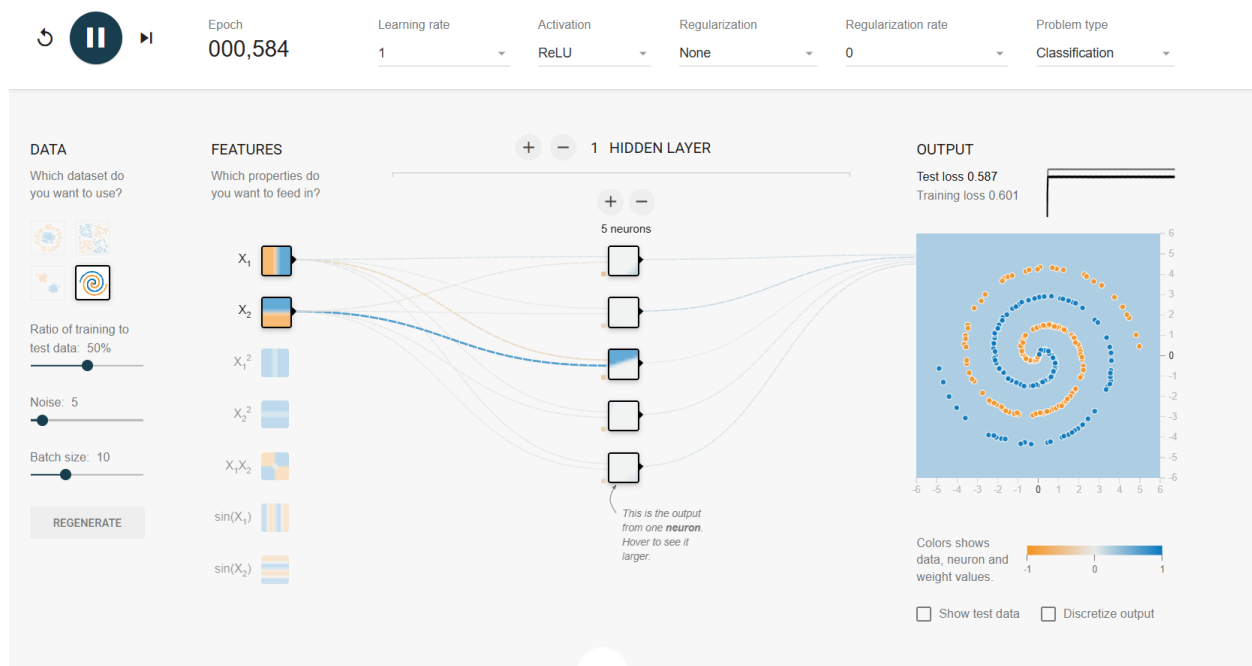 Epoch
000,584
Learning rate
1
Activation
ReLU
Regularization
None
Regularization rate
0
Problem type
Classification
DATA
Which dataset do
you want to use?
Ratio of training to
test data: 50%
Noise: 5
Batch size: 10
REGENERATE
FEATURES
Which properties do
you want to feed in?
X₁
X₂
X₁²
X₂²
X₁X₂
sin(X₁)
sin(X₂)
+ − 1 HIDDEN LAYER
+ −
5 neurons
This is the output
from one neuron.
Hover to see it
larger.
OUTPUT
Test loss 0.587
Training loss 0.601
6
5
4
3
2
1
0
-1
-2
-3
-4
-5
-6
-6 -5 -4 -3 -2 -1 0 1 2 3 4 5 6
Colors shows
data, neuron and
weight values.
-1 0 1
Show test data
Discretize output